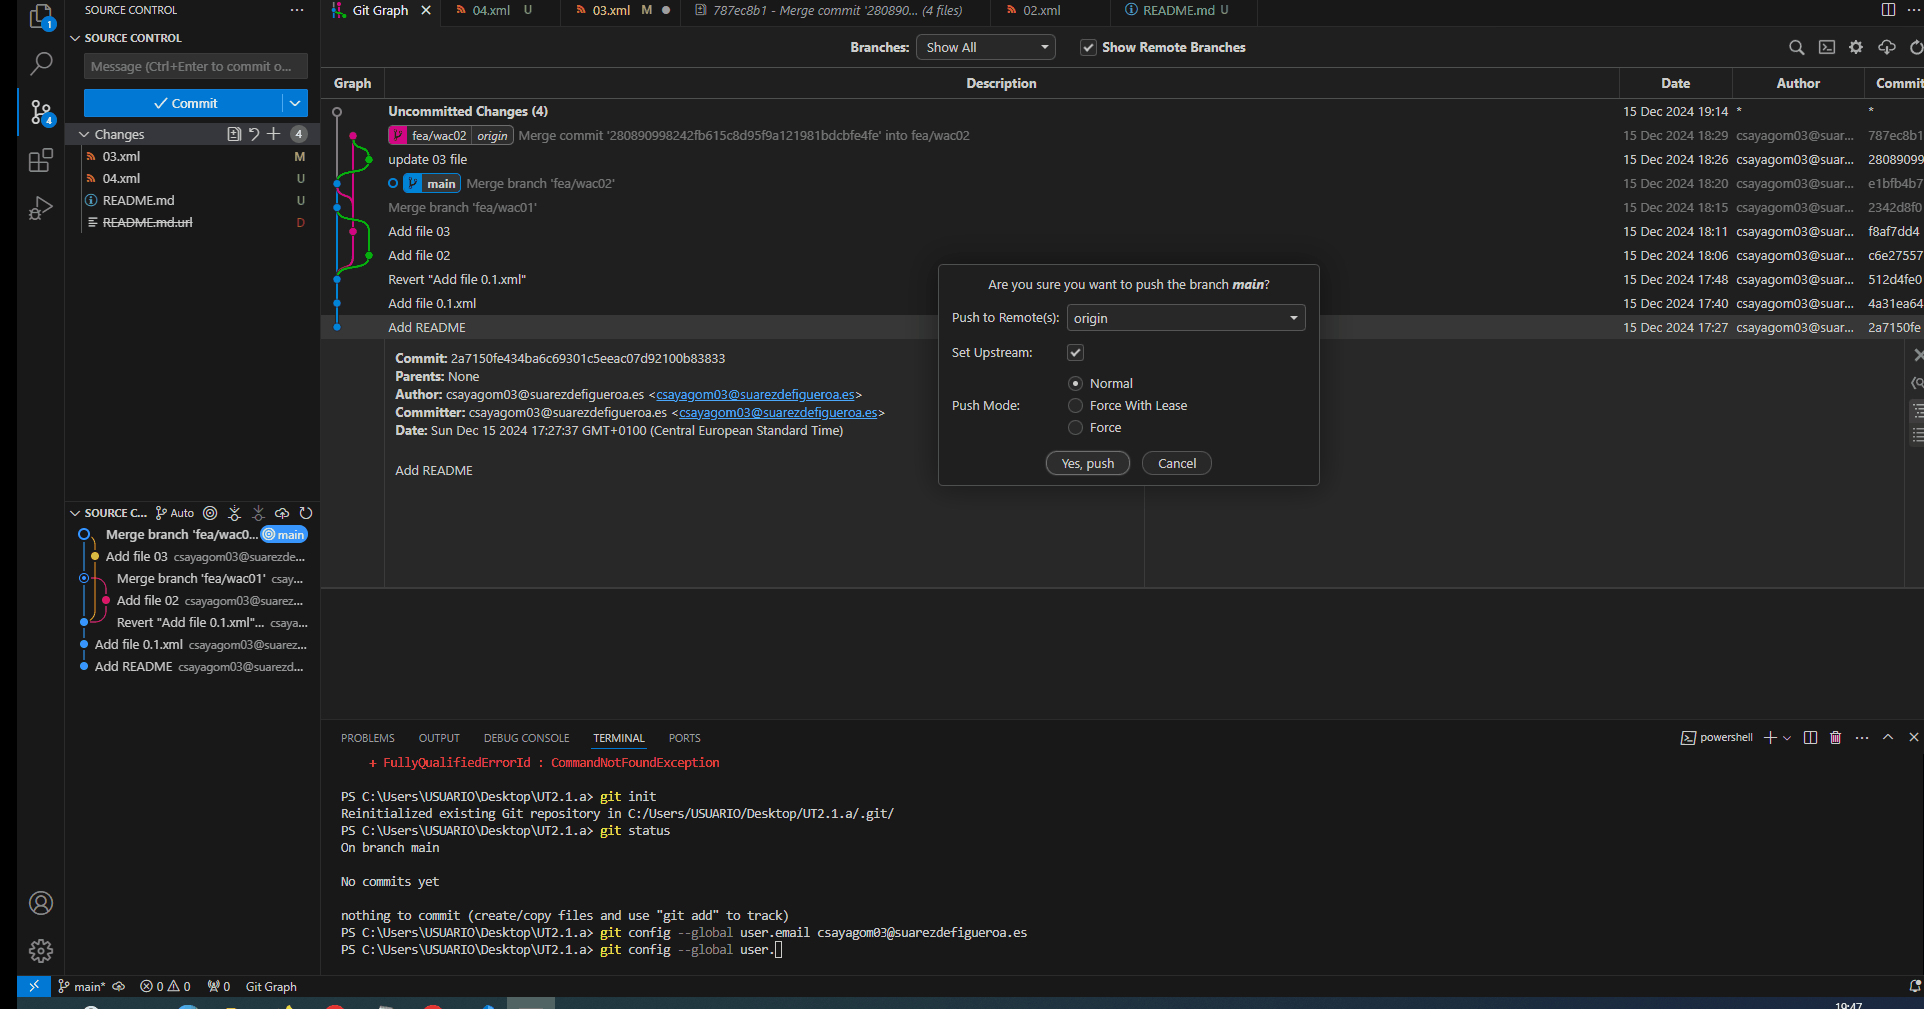 SOURCE CONTROL
Git Graph
04.xml U
03.xml M
787ec8b1 - Merge commit '280890... (4 files)
02.xml
README.md U
1
SOURCE CONTROL
Message (Ctrl+Enter to commit o...
Commit
Changes 4
03.xml M
04.xml U
README.md U
README.md.url D
4
Branches: Show All Show Remote Branches
Graph Description Date Author Commit
Uncommitted Changes (4) 15 Dec 2024 19:14 * *
fea/wac02 origin Merge commit '280890998242fb615c8d95f9a121981bdcbfe4fe' into fea/wac02 15 Dec 2024 18:29 csayagom03@suar... 787ec8b1
update 03 file 15 Dec 2024 18:26 csayagom03@suar... 28089099
main Merge branch 'fea/wac02' 15 Dec 2024 18:20 csayagom03@suar... e1bfb4b7
Merge branch 'fea/wac01' 15 Dec 2024 18:15 csayagom03@suar... 2342d8f0
Add file 03 15 Dec 2024 18:11 csayagom03@suar... f8af7dd4
Add file 02 15 Dec 2024 18:06 csayagom03@suar... c6e27557
Revert "Add file 0.1.xml" 15 Dec 2024 17:48 csayagom03@suar... 512d4fe0
Add file 0.1.xml 15 Dec 2024 17:40 csayagom03@suar... 4a31ea64
Add README 15 Dec 2024 17:27 csayagom03@suar... 2a7150fe
Commit: 2a7150fe434ba6c69301c5eeac07d92100b83833
Parents: None
Author: csayagom03@suarezdefigueroa.es <csayagom03@suarezdefigueroa.es>
Committer: csayagom03@suarezdefigueroa.es <csayagom03@suarezdefigueroa.es>
Date: Sun Dec 15 2024 17:27:37 GMT+0100 (Central European Standard Time)
Add README
Are you sure you want to push the branch main?
Push to Remote(s): origin
Set Upstream:
Push Mode:
Normal
Force With Lease
Force
Yes, push Cancel
SOURCE C... Auto
Merge branch 'fea/wac0... main
Add file 03 csayagom03@suarezde...
Merge branch 'fea/wac01' csay...
Add file 02 csayagom03@suarez...
Revert "Add file 0.1.xml"... csaya...
Add file 0.1.xml csayagom03@suarez...
Add README csayagom03@suarezd...
PROBLEMS OUTPUT DEBUG CONSOLE TERMINAL PORTS powershell
+ FullyQualifiedErrorId : CommandNotFoundException
PS C:\Users\USUARIO\Desktop\UT2.1.a> git init
Reinitialized existing Git repository in C:/Users/USUARIO/Desktop/UT2.1.a/.git/
PS C:\Users\USUARIO\Desktop\UT2.1.a> git status
On branch main
No commits yet
nothing to commit (create/copy files and use "git add" to track)
PS C:\Users\USUARIO\Desktop\UT2.1.a> git config --global user.email csayagom03@suarezdefigueroa.es
PS C:\Users\USUARIO\Desktop\UT2.1.a> git config --global user.
main* 0 0 0 Git Graph
19:47